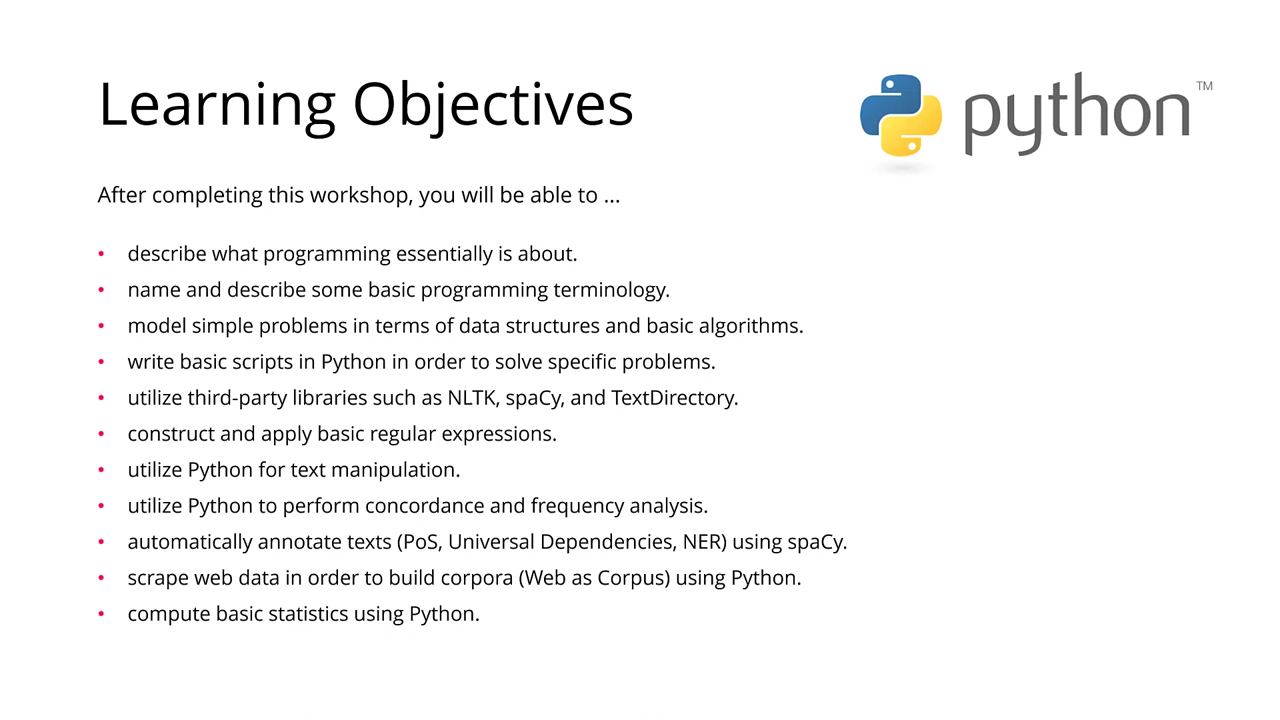 Learning Objectives
python™
After completing this workshop, you will be able to ...
• describe what programming essentially is about.
• name and describe some basic programming terminology.
• model simple problems in terms of data structures and basic algorithms.
• write basic scripts in Python in order to solve specific problems.
• utilize third-party libraries such as NLTK, spaCy, and TextDirectory.
• construct and apply basic regular expressions.
• utilize Python for text manipulation.
• utilize Python to perform concordance and frequency analysis.
• automatically annotate texts (PoS, Universal Dependencies, NER) using spaCy.
• scrape web data in order to build corpora (Web as Corpus) using Python.
• compute basic statistics using Python.